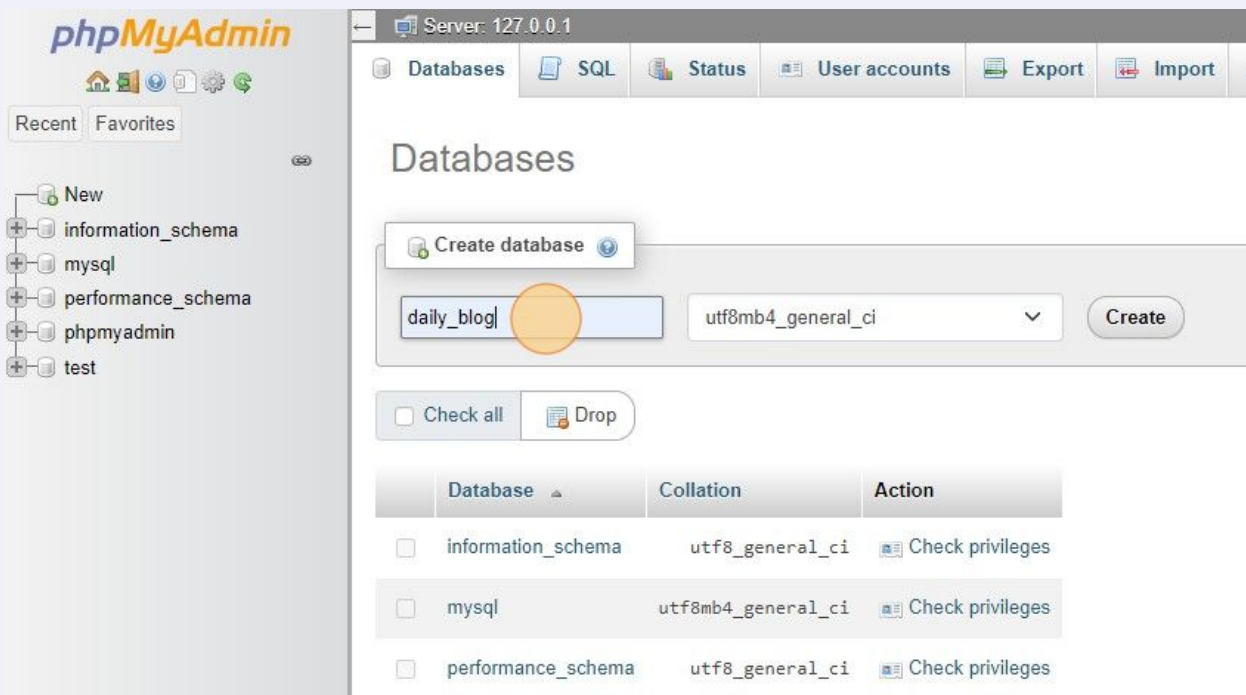 phpMyAdmin
Recent Favorites
New
information_schema
mysql
performance_schema
phpmyadmin
test
Server: 127.0.0.1
Databases SQL Status User accounts Export Import
Databases
Create database
daily_blog utf8mb4_general_ci Create
Check all Drop
Database Collation Action
information_schema utf8_general_ci Check privileges
mysql utf8mb4_general_ci Check privileges
performance_schema utf8_general_ci Check privileges